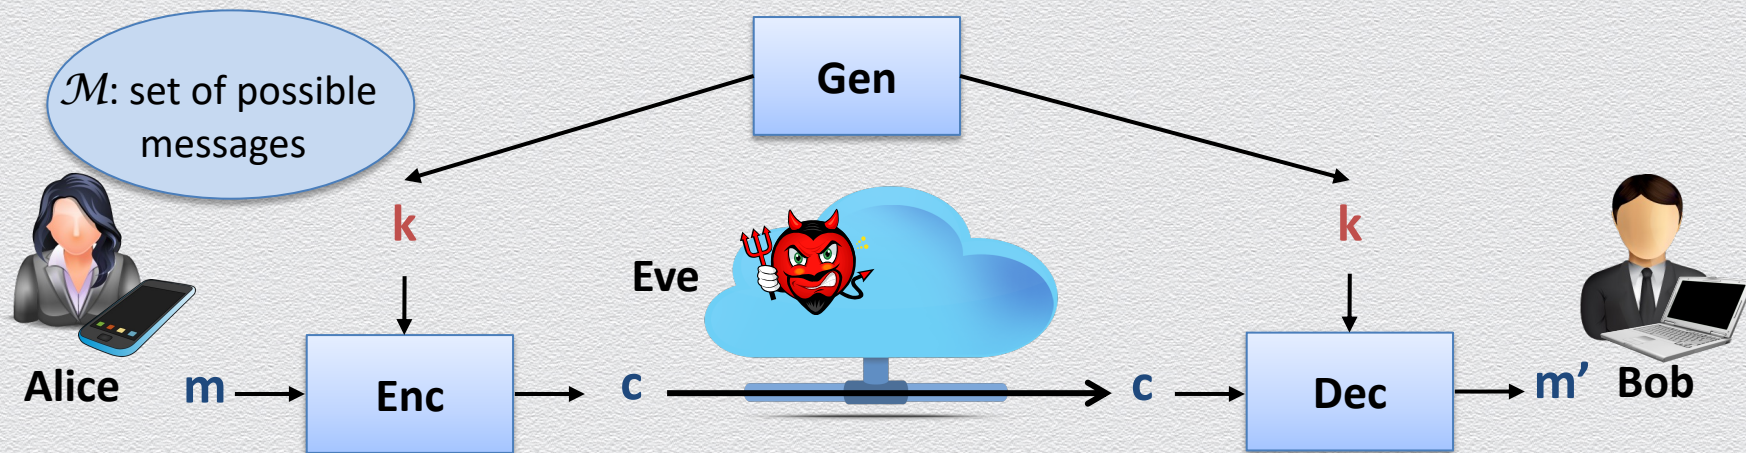 Gen
ℳ: set of possible
messages
k
k
Eve
Alice
m
Enc
c
c
Dec
m’
Bob